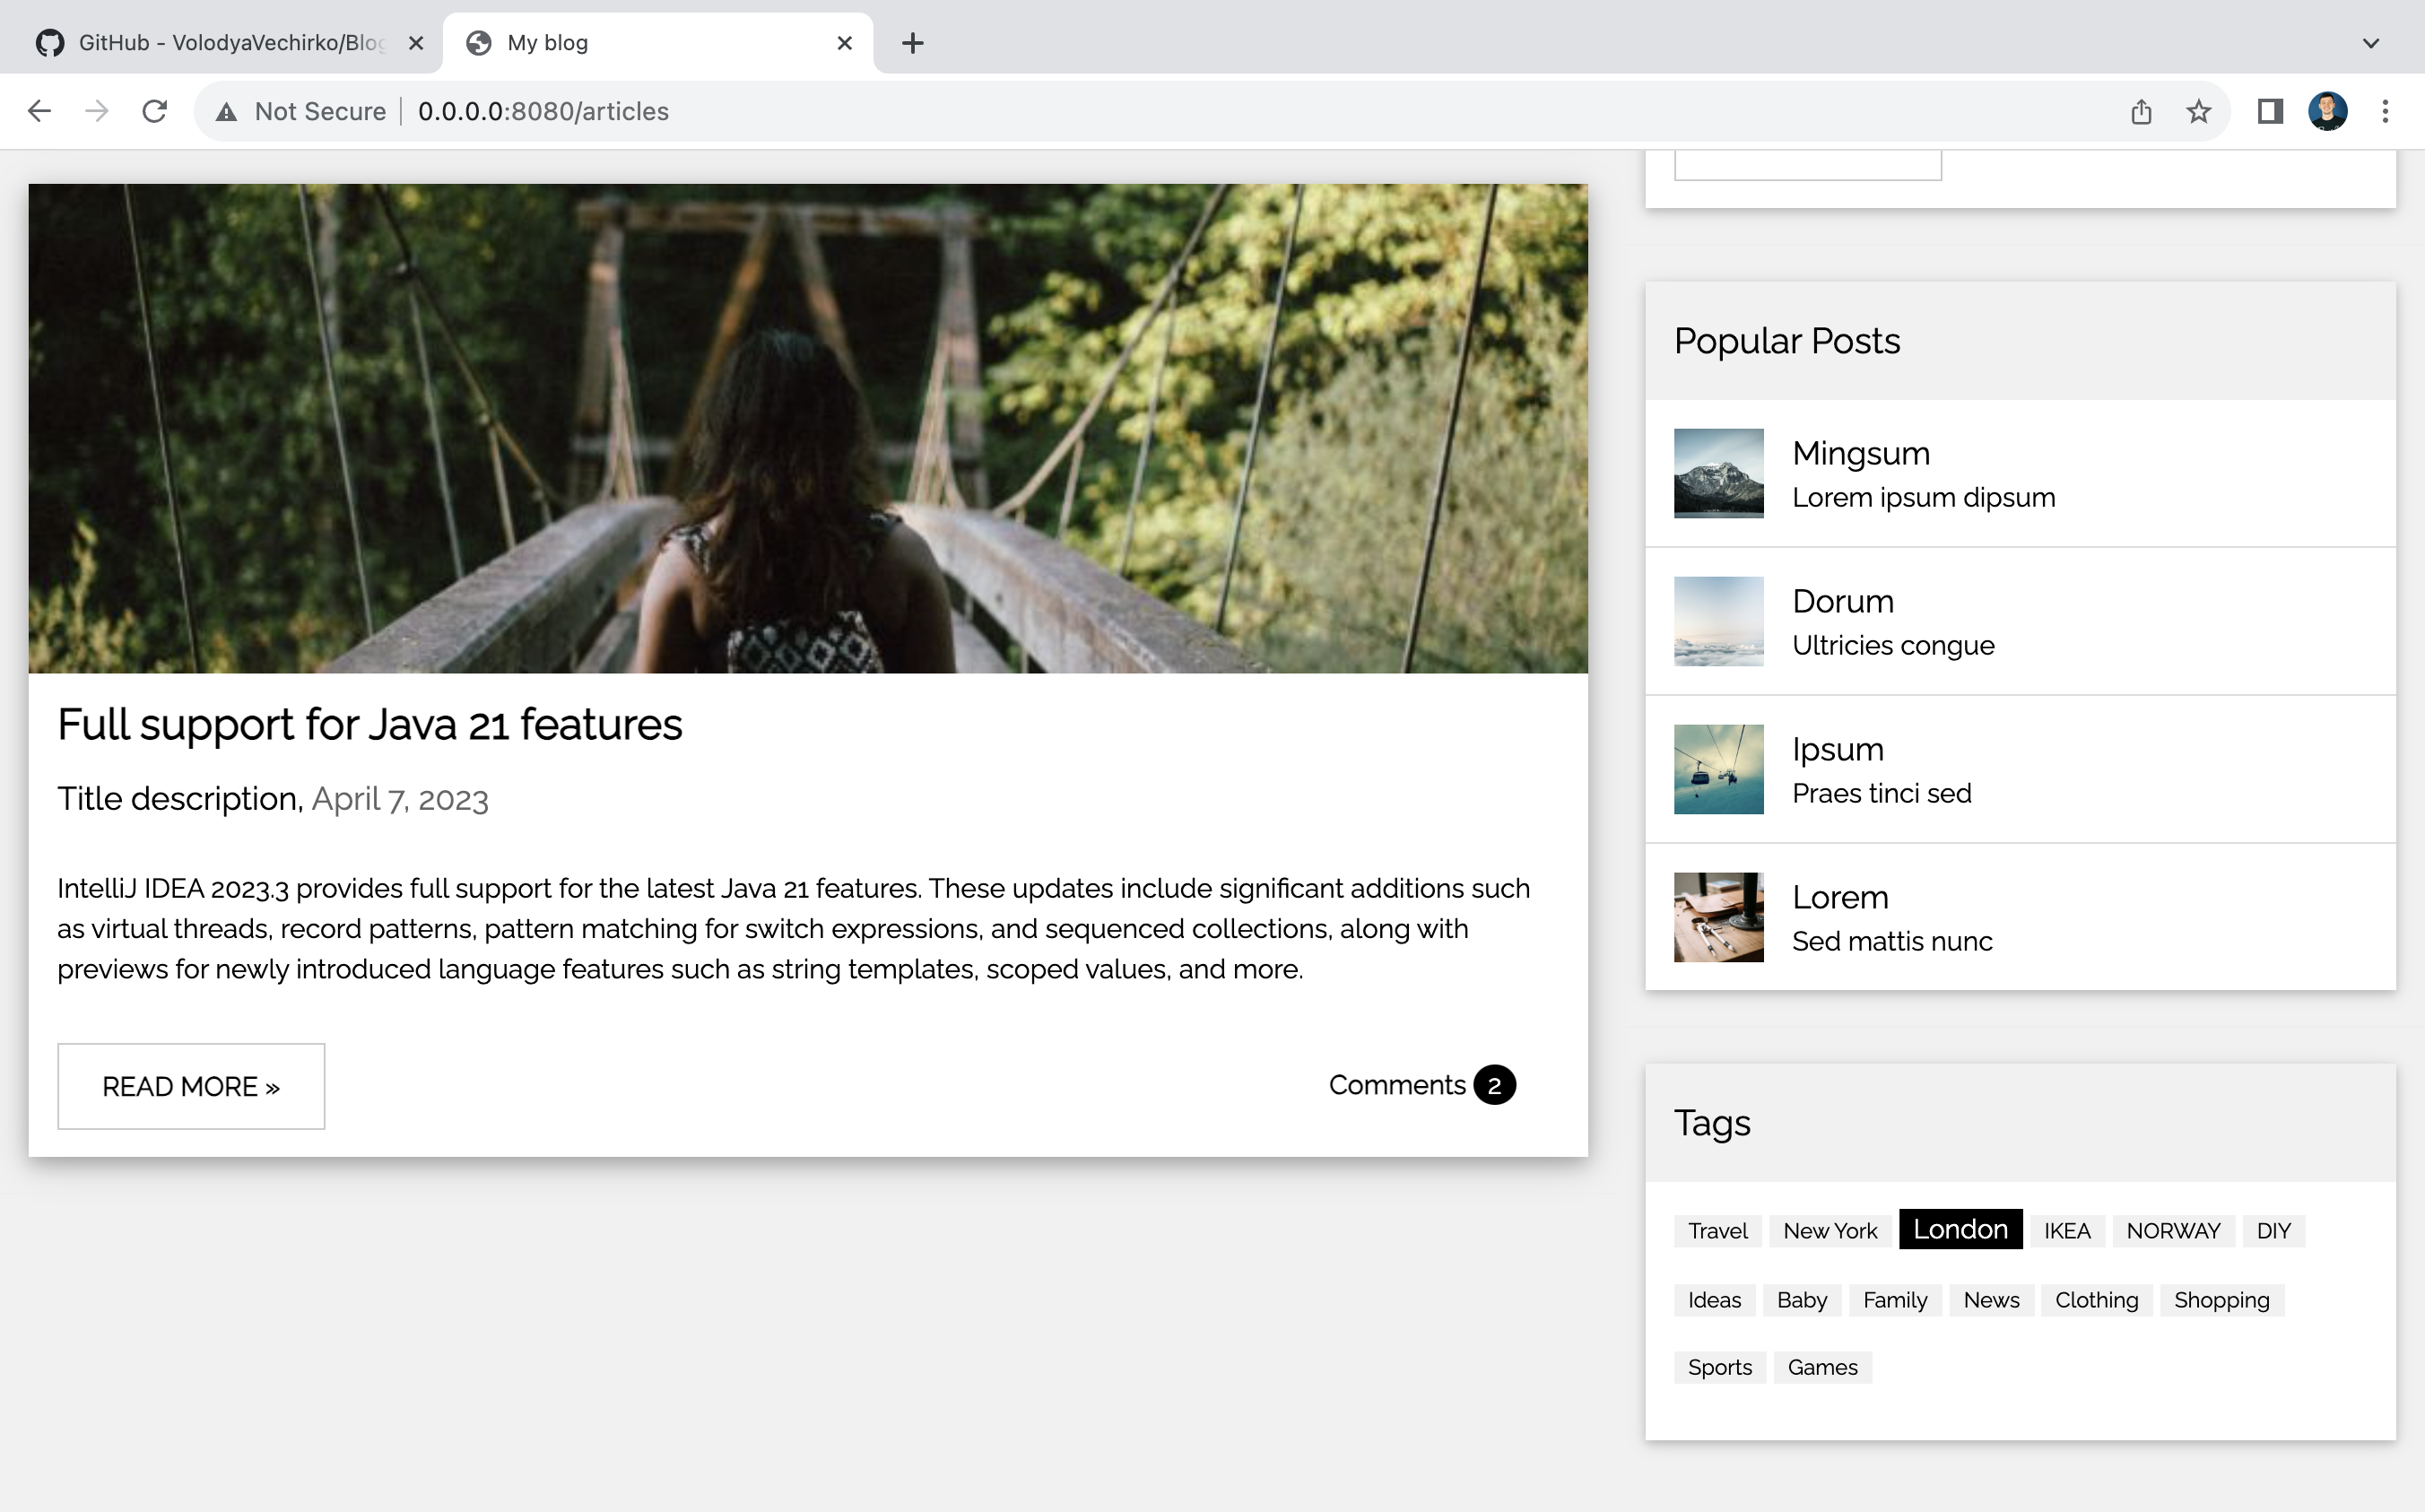 GitHub - VolodyaVechirko/Blog
My blog
Not Secure
0.0.0.0:8080/articles
Full support for Java 21 features
Title description, April 7, 2023
IntelliJ IDEA 2023.3 provides full support for the latest Java 21 features. These updates include significant additions such
as virtual threads, record patterns, pattern matching for switch expressions, and sequenced collections, along with
previews for newly introduced language features such as string templates, scoped values, and more.
READ MORE »
Comments 2
Popular Posts
Mingsum
Lorem ipsum dipsum
Dorum
Ultricies congue
Ipsum
Praes tinci sed
Lorem
Sed mattis nunc
Tags
Travel New York London IKEA NORWAY DIY
Ideas Baby Family News Clothing Shopping
Sports Games